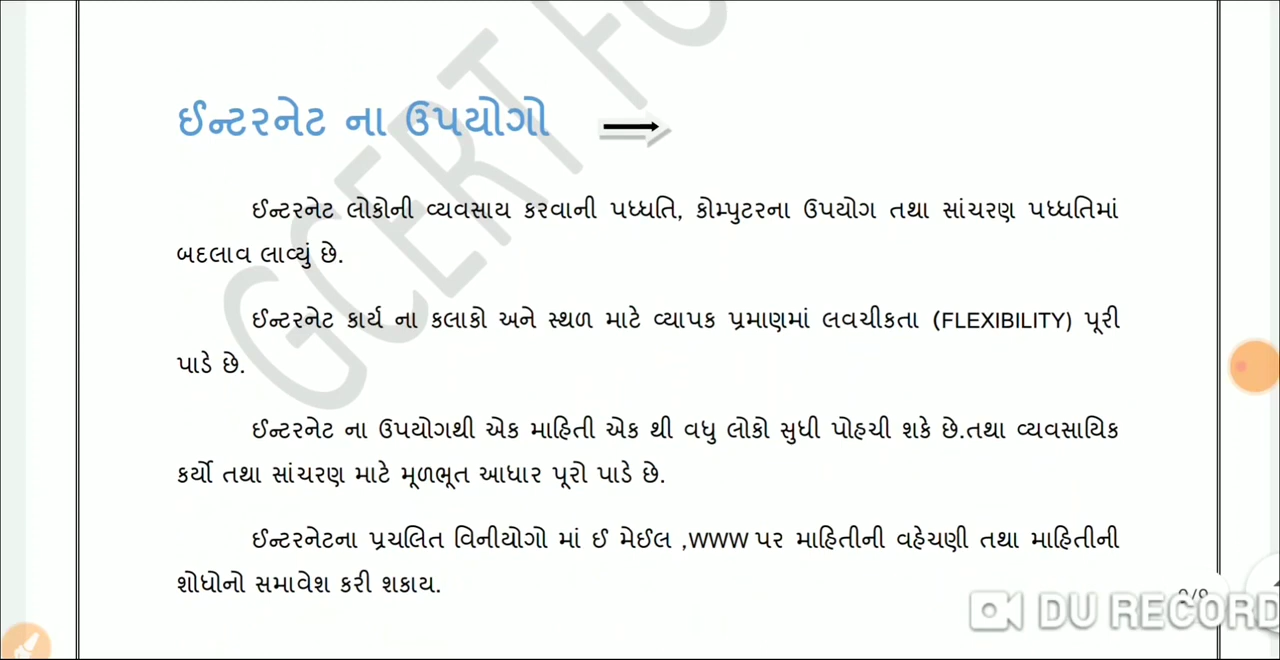 GCERT FO
ઈન્ટરનેટ ના ઉપયોગો
ઈન્ટરનેટ લોકોની વ્યવસાય કરવાની પધ્ધતિ, કોમ્પુટરના ઉપયોગ તથા સાંચરણ પધ્ધતિમાં
બદલાવ લાવ્યું છે.
ઈન્ટરનેટ કાર્ય ના કલાકો અને સ્થળ માટે વ્યાપક પ્રમાણમાં લવચીકતા (FLEXIBILITY) પૂરી
પાડે છે.
ઈન્ટરનેટ ના ઉપયોગથી એક માહિતી એક થી વધુ લોકો સુધી પોહચી શકે છે.તથા વ્યવસાયિક
કર્યો તથા સાંચરણ માટે મૂળભૂત આધાર પૂરો પાડે છે.
ઈન્ટરનેટના પ્રચલિત વિનીયોગો માં ઈ મેઈલ ,WWW પર માહિતીની વહેચણી તથા માહિતીની
શોધોનો સમાવેશ કરી શકાય.
DU RECORD